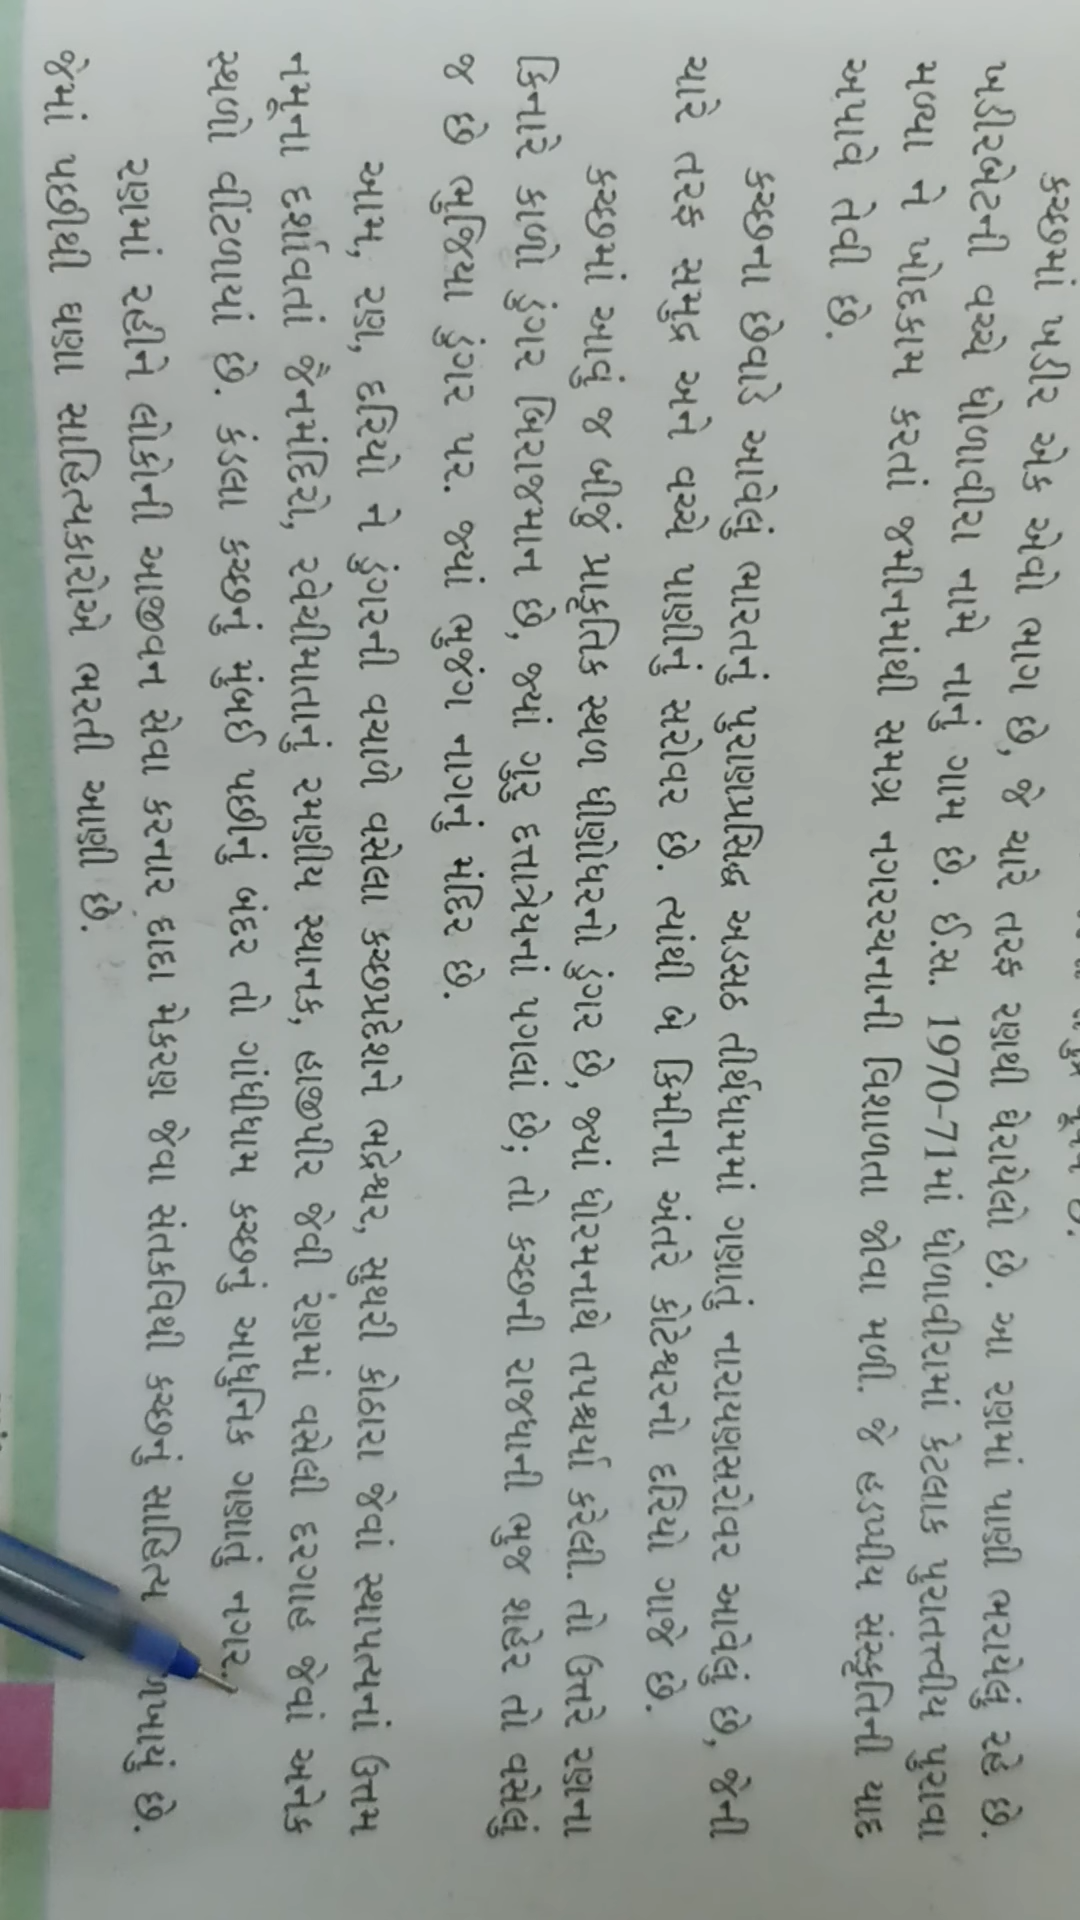 કચ્છમાં ખડીર એક એવો ભાગ છે, જે ચારે તરફ રણથી ઘેરાયેલો છે. આ રણમાં પાણી ભરાયેલું રહે છે.
ખડીરબેટની વચ્ચે ધોળાવીરા નામે નાનું ગામ છે. ઈ.સ. 1970-71માં ધોળાવીરામાં કેટલાક પુરાતત્ત્વીય પુરાવા
મળ્યા ને ખોદકામ કરતાં જમીનમાંથી સમગ્ર નગરરચનાની વિશાળતા જોવા મળી. જે હડપ્પીય સંસ્કૃતિની યાદ
અપાવે તેવી છે.
કચ્છના છેવાડે આવેલું ભારતનું પુરાણપ્રસિદ્ધ અડસઠ તીર્થધામમાં ગણાતું નારાયણસરોવર આવેલું છે, જેની
ચારે તરફ સમુદ્ર અને વચ્ચે પાણીનું સરોવર છે. ત્યાંથી બે કિમીના અંતરે કોટેશ્વરનો દરિયો ગાજે છે.
કચ્છમાં આવું જ બીજું પ્રાકૃતિક સ્થળ ધીણોધરનો ડુંગર છે, જ્યાં ધોરમનાથે તપશ્ચર્યા કરેલી. તો ઉત્તરે રણના
કિનારે કાળો ડુંગર બિરાજમાન છે, જ્યાં ગુરુ દત્તાત્રેયનાં પગલાં છે; તો કચ્છની રાજધાની ભુજ શહેર તો વસેલું
જ છે ભુજિયા ડુંગર પર. જ્યાં ભુજંગ નાગનું મંદિર છે.
આમ, રણ, દરિયો ને ડુંગરની વચાળે વસેલા કચ્છપ્રદેશને ભદ્રેશ્વર, સુથરી કોઠારા જેવાં સ્થાપત્યનાં ઉત્તમ
નમૂના દર્શાવતાં જૈનમંદિરો, રવેચીમાતાનું રમણીય સ્થાનક, હાજીપીર જેવી રંણમાં વસેલી દરગાહ જેવાં અનેક
સ્થળો વીંટળાયાં છે. કંડલા કચ્છનું મુંબઈ પછીનું બંદર તો ગાંધીધામ કચ્છનું આધુનિક ગણાતું નગર.
રણમાં રહીને લોકોની આજીવન સેવા કરનાર દાદા મેકરણ જેવા સંતકવિથી કચ્છનું સાહિત્ય છે.
જેમાં પછીથી ઘણા સાહિત્યકારોએ ભરતી આણી છે.